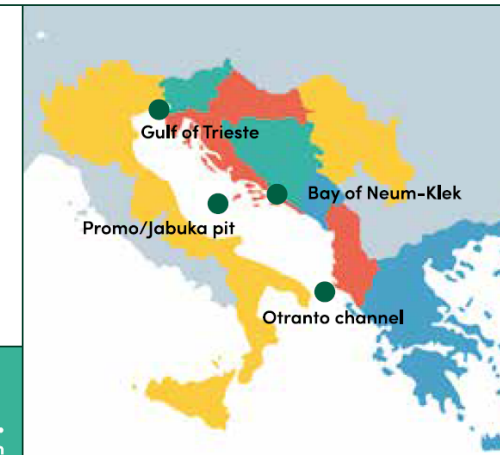 Gulf of Trieste
Bay of Neum-Klek
Promo/Jabuka pit
Otranto channel